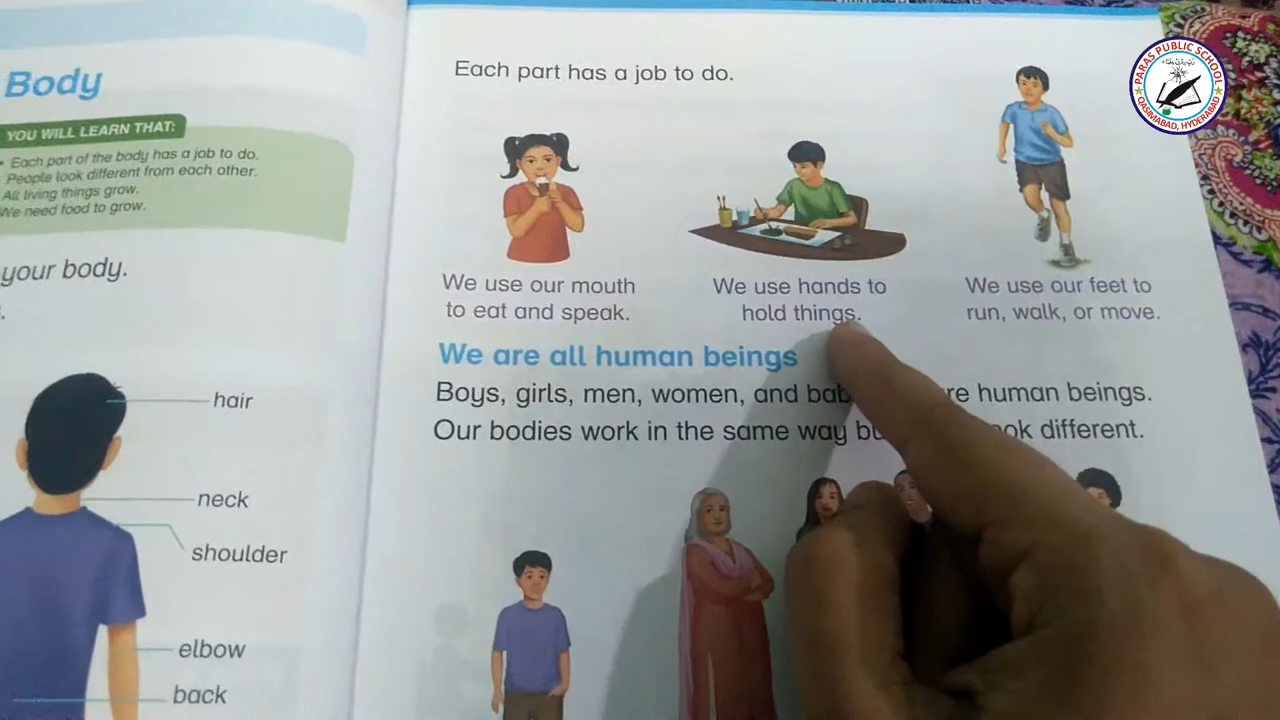 Body
YOU WILL LEARN THAT:
• Each part of the body has a job to do.
People look different from each other.
All living things grow.
We need food to grow.
your body.
hair
neck
shoulder
elbow
back
Each part has a job to do.
We use our mouth
to eat and speak.
We use hands to
hold things.
We use our feet to
run, walk, or move.
We are all human beings
Boys, girls, men, women, and bab re human beings.
Our bodies work in the same way bu ok different.
PARAS PUBLIC SCHOOL
QASIMABAD, HYDERABAD